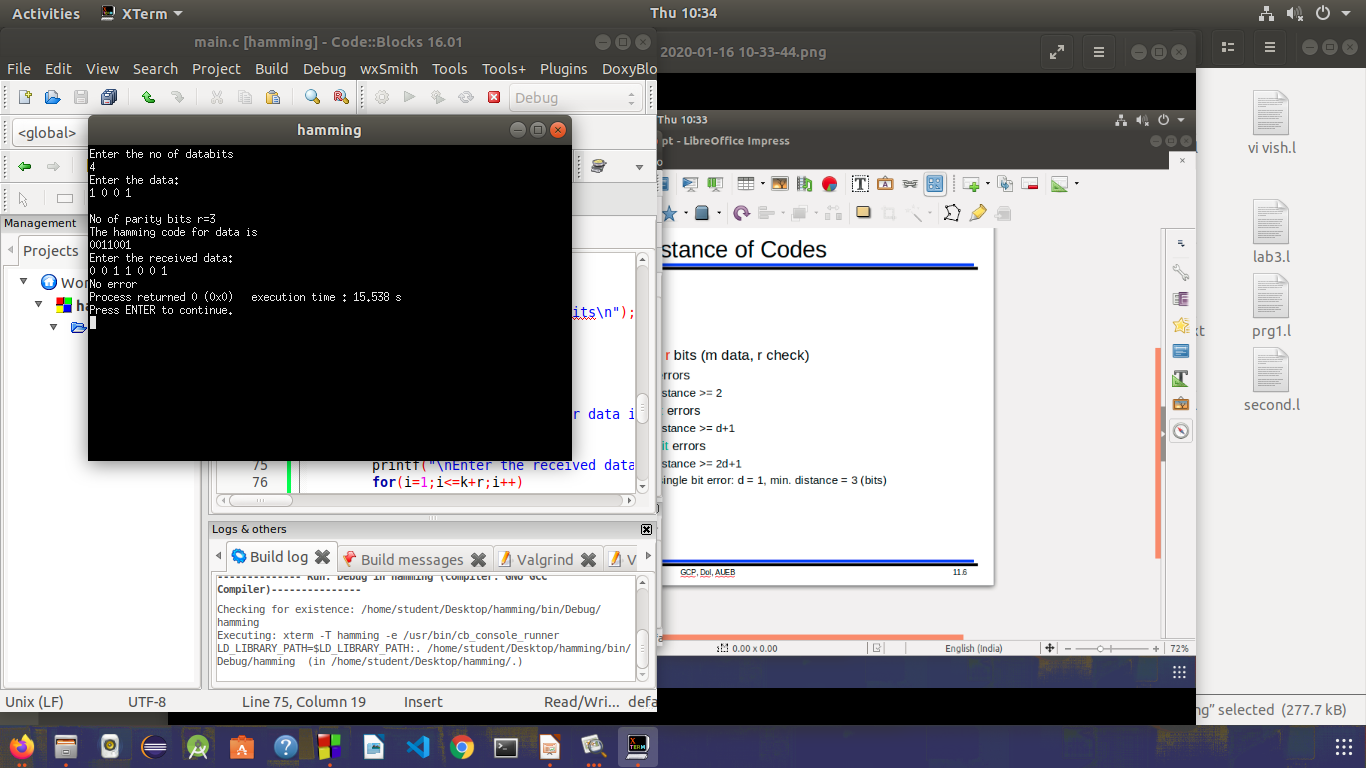 Activities XTerm Thu 10:34
main.c [hamming] - Code::Blocks 16.01
File Edit View Search Project Build Debug wxSmith Tools Tools+ Plugins DoxyBlo
Debug
<global>
hamming
Enter the no of databits
4
Enter the data:
1 0 0 1
No of parity bits r=3
The hamming code for data is
0011001
Enter the received data:
0 0 1 1 0 0 1
No error
Process returned 0 (0x0) execution time : 15.538 s
Press ENTER to continue.
Management
Projects
Wor
ha
its\n");
r data i
75 printf("\nEnter the received data
76 for(i=1;i<=k+r;i++)
Logs & others
Build log Build messages Valgrind V
-------------- Run: Debug in hamming (compiler: GNU GCC
Compiler)---------------
Checking for existence: /home/student/Desktop/hamming/bin/Debug/
hamming
Executing: xterm -T hamming -e /usr/bin/cb_console_runner
LD_LIBRARY_PATH=$LD_LIBRARY_PATH:. /home/student/Desktop/hamming/bin/
Debug/hamming (in /home/student/Desktop/hamming/.)
Unix (LF) UTF-8 Line 75, Column 19 Insert Read/Wri... defa
2020-01-16 10-33-44.png
Thu 10:33
pt - LibreOffice Impress
stance of Codes
r bits (m data, r check)
rrors
stance >= 2
errors
stance >= d+1
it errors
stance >= 2d+1
single bit error: d = 1, min. distance = 3 (bits)
GCP, DoI, AUEB 11.6
0.00 x 0.00 English (India) 72%
vi vish.l
lab3.l
xt
prg1.l
second.l
ng" selected (277.7 kB)